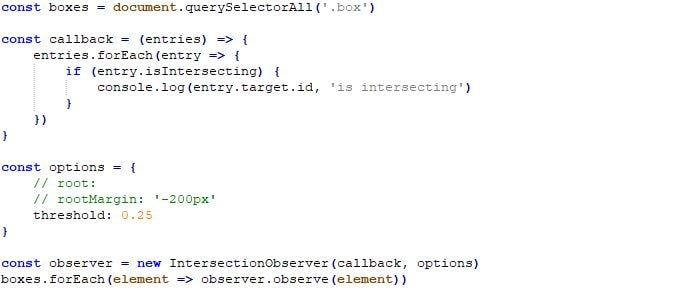 const boxes = document.querySelectorAll('.box')
const callback = (entries) => {
entries.forEach(entry => {
if (entry.isIntersecting) {
console.log(entry.target.id, 'is intersecting')
}
})
}
const options = {
// root:
// rootMargin: '-200px'
threshold: 0.25
}
const observer = new IntersectionObserver(callback, options)
boxes.forEach(element => observer.observe(element))